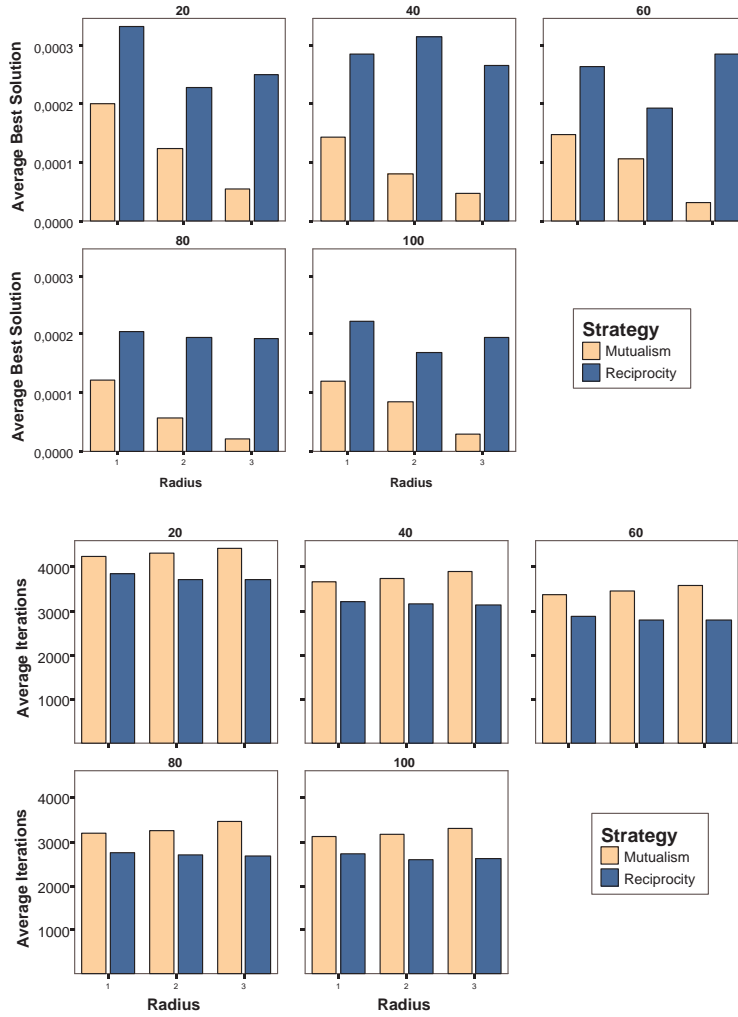 20
40
60
Average Best Solution
0,0003
0,0002
0,0001
0,0000
80
100
Average Best Solution
0,0003
0,0002
0,0001
0,0000
1 2 3
1 2 3
Radius
Radius
Strategy
Mutualism
Reciprocity
20
40
60
Average Iterations
4000
3000
2000
1000
80
100
Average Iterations
4000
3000
2000
1000
1 2 3
1 2 3
Radius
Radius
Strategy
Mutualism
Reciprocity